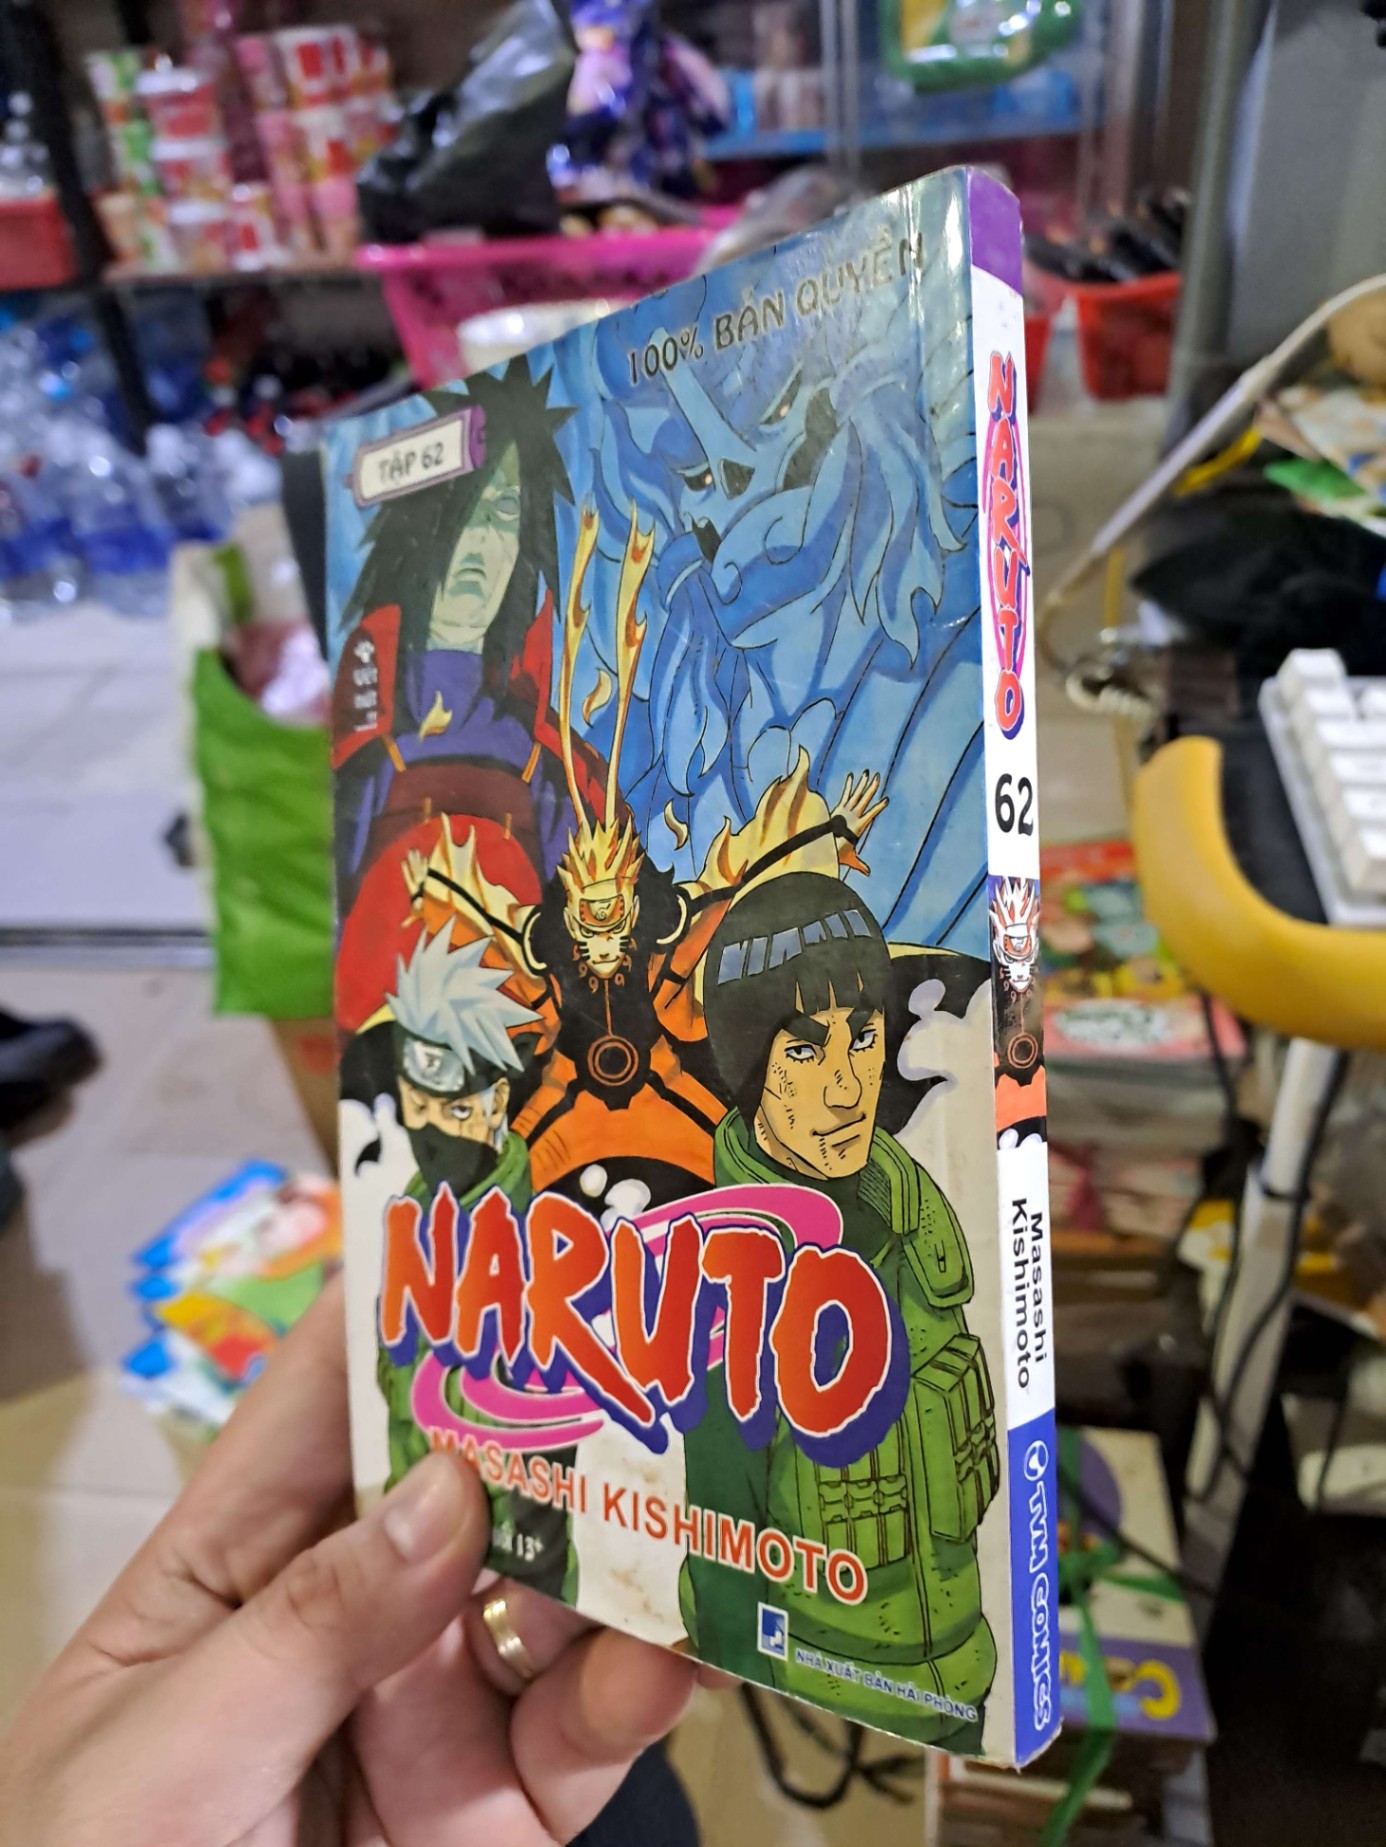 100% BẢN QUYỀN
TẬP 62
NARUTO
MASASHI KISHIMOTO
13+
NHÀ XUẤT BẢN HẢI PHÒNG
NARUTO
62
Masashi
Kishimoto
TVM COMICS